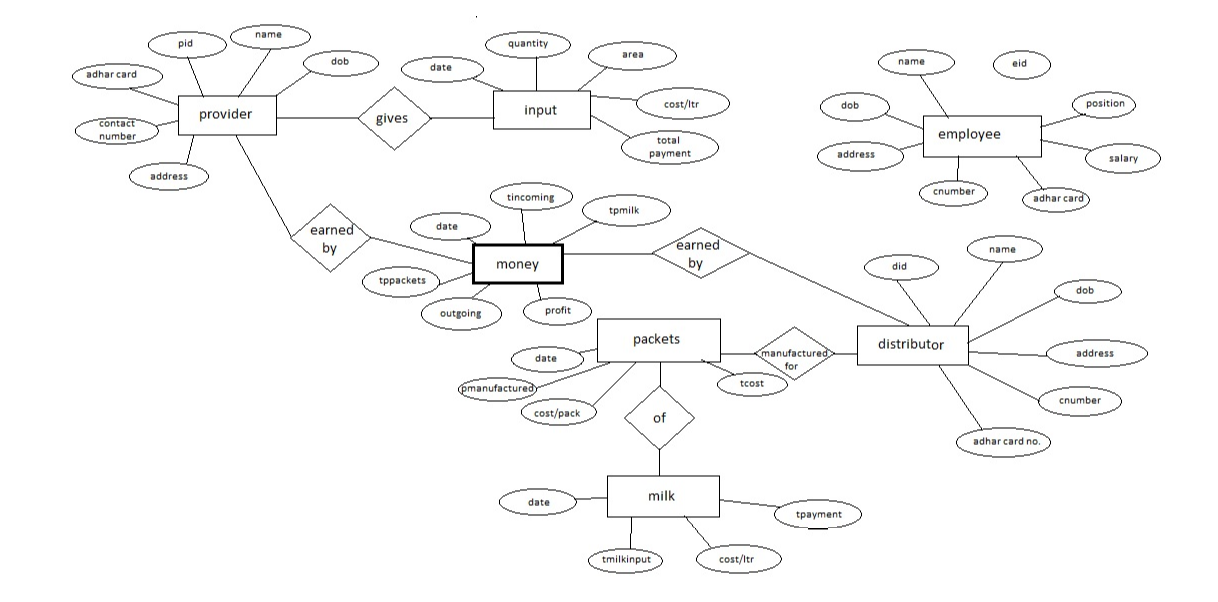 name
pid
quantity
area
dob
name
eid
date
adhar card
cost/ltr
position
dob
provider
input
gives
contact
number
employee
total
payment
address
salary
address
cnumber
adhar card
tincoming
tpmilk
date
earned
by
earned
by
name
money
did
tppackets
dob
outgoing
profit
packets
distributor
date
manufactured
for
address
pmanufactured
tcost
cost/pack
cnumber
of
adhar card no.
milk
date
tpayment
tmilkinput
cost/ltr